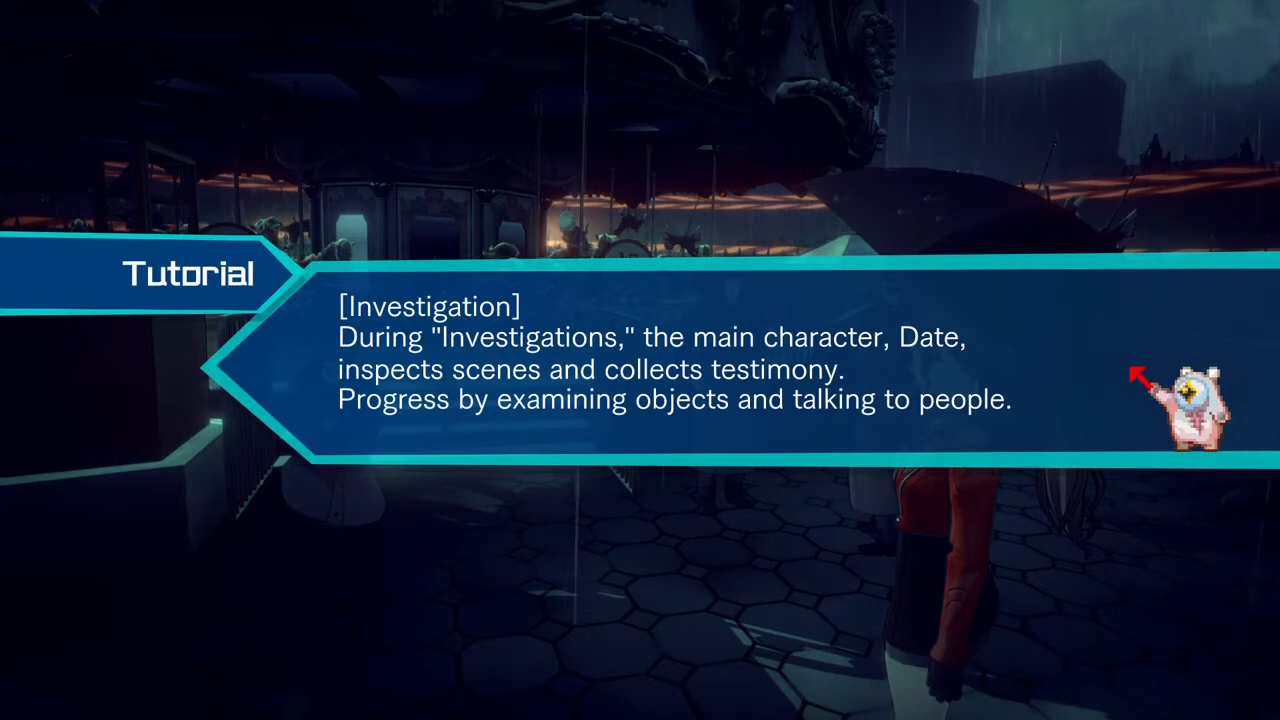 Tutorial
[Investigation]
During "Investigations," the main character, Date,
inspects scenes and collects testimony.
Progress by examining objects and talking to people.